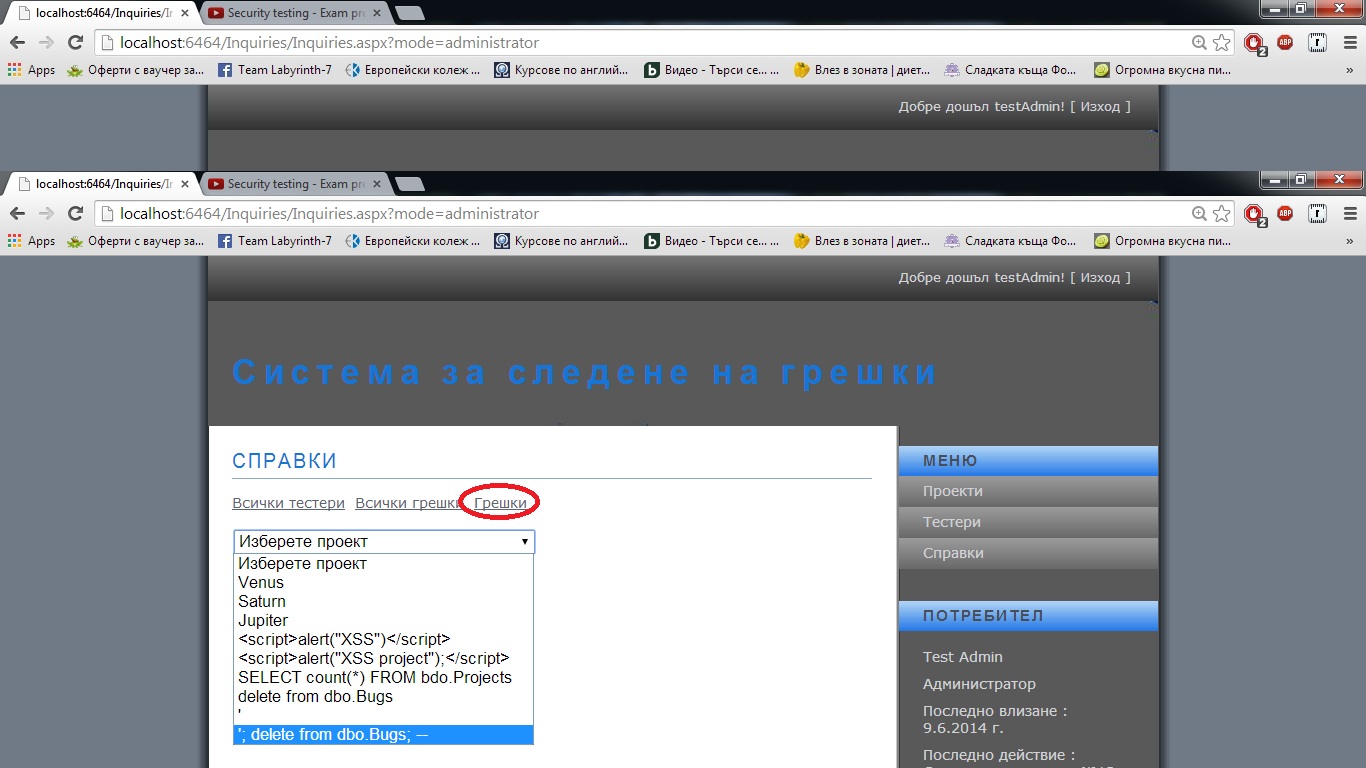 localhost:6464/Inquiries/In Security testing - Exam pre
localhost:6464/Inquiries/Inquiries.aspx?mode=administrator
Apps Оферти с ваучер за... Team Labyrinth-7 Европейски колеж ... Курсове по англий... Видео - Търси се... ... Влез в зоната | диет... Сладката къща Фо... Огромна вкусна пи... »
Добре дошъл testAdmin! [ Изход ]
localhost:6464/Inquiries/In Security testing - Exam pre
localhost:6464/Inquiries/Inquiries.aspx?mode=administrator
Apps Оферти с ваучер за... Team Labyrinth-7 Европейски колеж ... Курсове по англий... Видео - Търси се... ... Влез в зоната | диет... Сладката къща Фо... Огромна вкусна пи... »
Добре дошъл testAdmin! [ Изход ]
Система за следене на грешки
СПРАВКИ
Всички тестери Всички грешки Грешки
Изберете проект
Изберете проект
Venus
Saturn
Jupiter
<script>alert("XSS")</script>
<script>alert("XSS project");</script>
SELECT count(*) FROM bdo.Projects
delete from dbo.Bugs
'
'; delete from dbo.Bugs; --
МЕНЮ
Проекти
Тестери
Справки
ПОТРЕБИТЕЛ
Test Admin
Администратор
Последно влизане :
9.6.2014 г.
Последно действие :